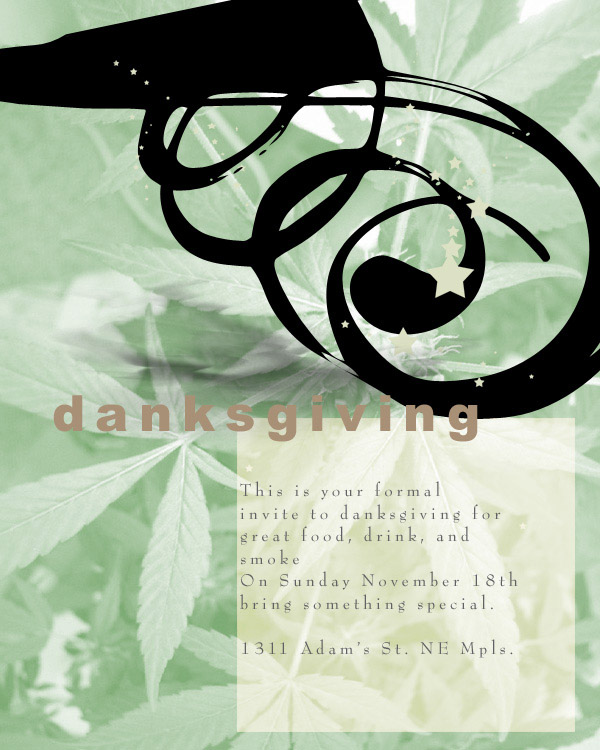 danksgiving
This is your formal
invite to danksgiving for
great food, drink, and
smoke
On Sunday November 18th
bring something special.
1311 Adam's St. NE Mpls.